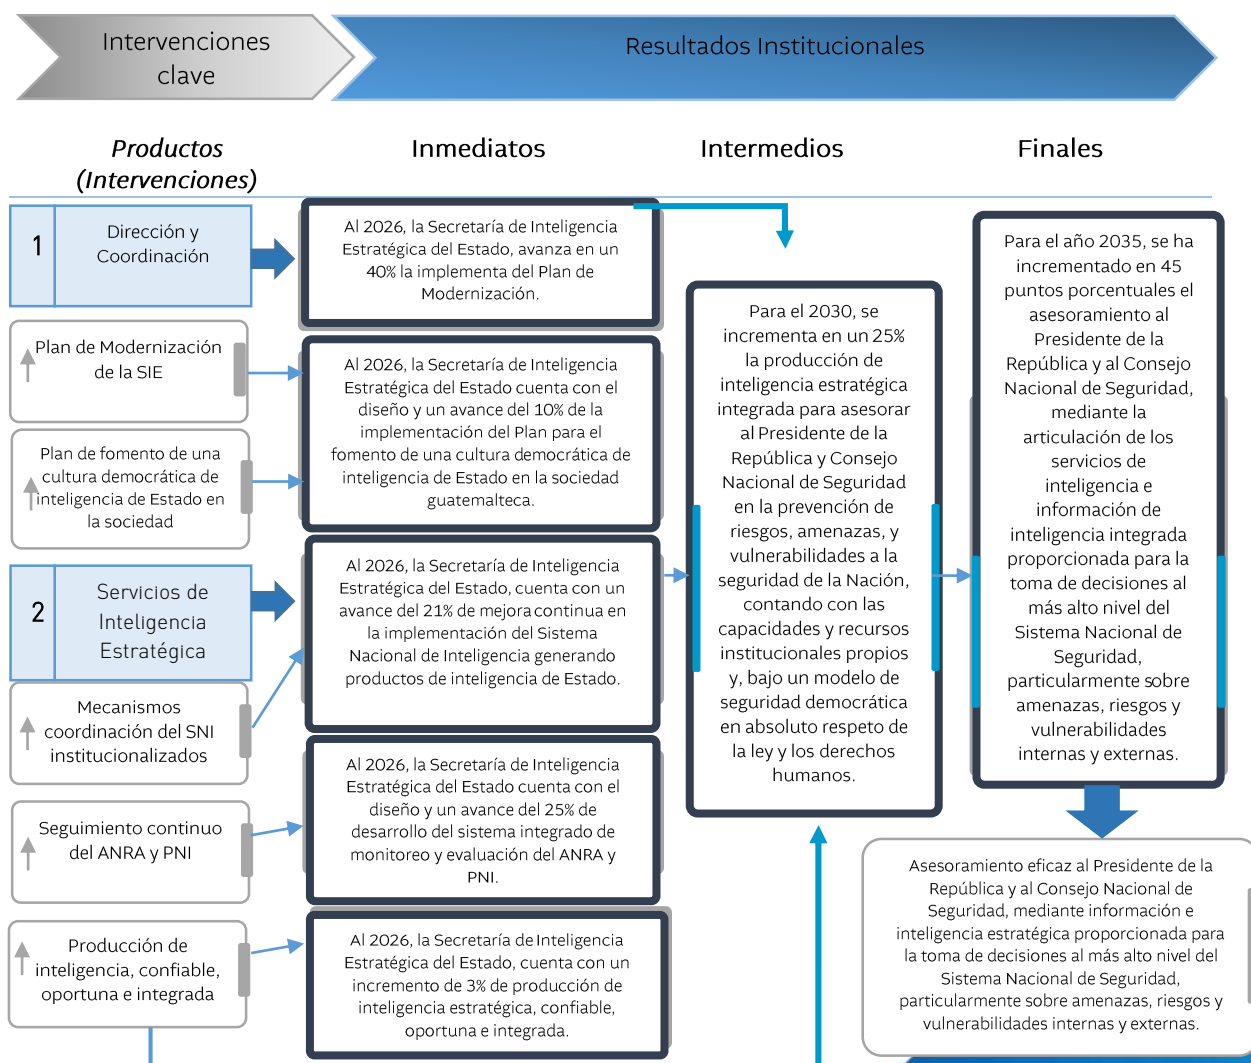 Intervenciones
clave
Resultados Institucionales
Productos
(Intervenciones)
Inmediatos
Intermedios
Finales
1
Dirección y
Coordinación
Plan de Modernización
de la SIE
Plan de fomento de una
cultura democrática de
inteligencia de Estado en
la sociedad
2
Servicios de
Inteligencia
Estratégica
Mecanismos
coordinación del SNI
institucionalizados
Seguimiento continuo
del ANRA y PNI
Producción de
inteligencia, confiable,
oportuna e integrada
Al 2026, la Secretaría de Inteligencia
Estratégica del Estado, avanza en un
40% la implementa del Plan de
Modernización.
Al 2026, la Secretaría de Inteligencia
Estratégica del Estado cuenta con el
diseño y un avance del 10% de la
implementación del Plan para el
fomento de una cultura democrática de
inteligencia de Estado en la sociedad
guatemalteca.
Al 2026, la Secretaría de Inteligencia
Estratégica del Estado, cuenta con un
avance del 21% de mejora continua en
la implementación del Sistema
Nacional de Inteligencia generando
productos de inteligencia de Estado.
Al 2026, la Secretaría de Inteligencia
Estratégica del Estado cuenta con el
diseño y un avance del 25% de
desarrollo del sistema integrado de
monitoreo y evaluación del ANRA y
PNI.
Al 2026, la Secretaría de Inteligencia
Estratégica del Estado, cuenta con un
incremento de 3% de producción de
inteligencia estratégica, confiable,
oportuna e integrada.
Para el 2030, se
incrementa en un 25%
la producción de
inteligencia estratégica
integrada para asesorar
al Presidente de la
República y Consejo
Nacional de Seguridad
en la prevención de
riesgos, amenazas, y
vulnerabilidades a la
seguridad de la Nación,
contando con las
capacidades y recursos
institucionales propios
y, bajo un modelo de
seguridad democrática
en absoluto respeto de
la ley y los derechos
humanos.
Para el año 2035, se ha
incrementado en 45
puntos porcentuales el
asesoramiento al
Presidente de la
República y al Consejo
Nacional de Seguridad,
mediante la
articulación de los
servicios de
inteligencia e
información de
inteligencia integrada
proporcionada para la
toma de decisiones al
más alto nivel del
Sistema Nacional de
Seguridad,
particularmente sobre
amenazas, riesgos y
vulnerabilidades
internas y externas.
Asesoramiento eficaz al Presidente de la
República y al Consejo Nacional de
Seguridad, mediante información e
inteligencia estratégica proporcionada para
la toma de decisiones al más alto nivel del
Sistema Nacional de Seguridad,
particularmente sobre amenazas, riesgos y
vulnerabilidades internas y externas.